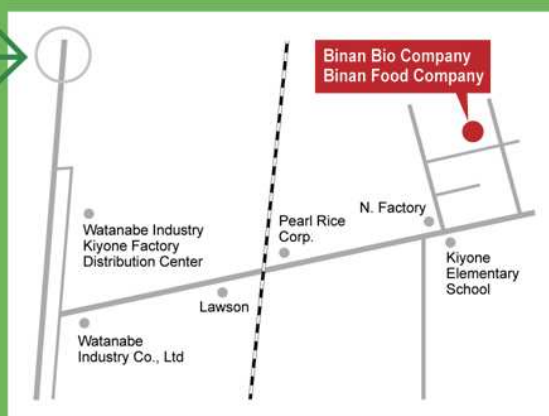 Binan Bio Company
Binan Food Company
N. Factory
Pearl Rice
Corp.
Watanabe Industry
Kiyone Factory
Distribution Center
Kiyone
Elementary
School
Lawson
Watanabe
Industry Co., Ltd